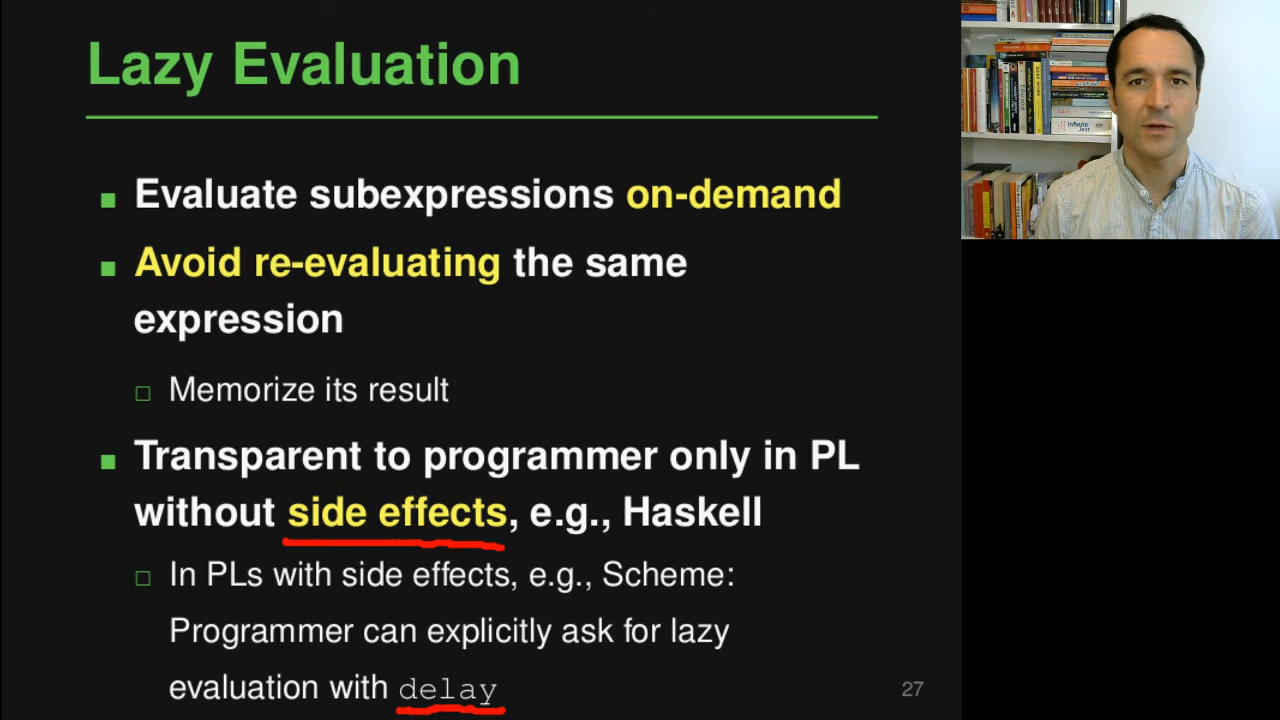 Lazy Evaluation
Evaluate subexpressions on-demand
Avoid re-evaluating the same
expression
Memorize its result
Transparent to programmer only in PL
without side effects, e.g., Haskell
In PLs with side effects, e.g., Scheme:
Programmer can explicitly ask for lazy
evaluation with delay
27
Infinite
Jest